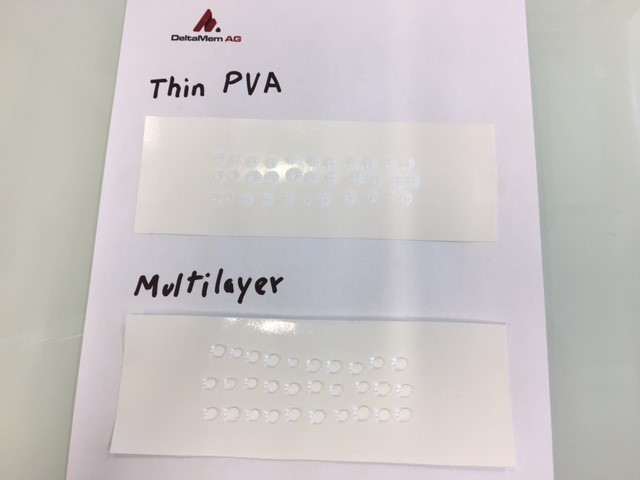 DeltaMem AG
Thin PVA
Multilayer